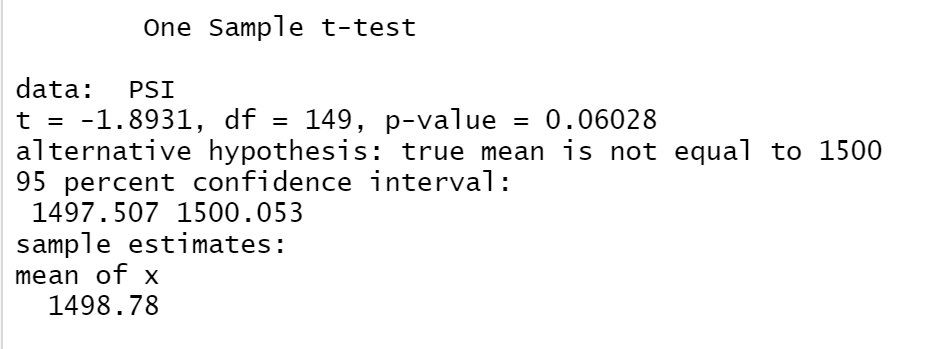 One Sample t-test
data: PSI
t = -1.8931, df = 149, p-value = 0.06028
alternative hypothesis: true mean is not equal to 1500
95 percent confidence interval:
1497.507 1500.053
sample estimates:
mean of x
1498.78